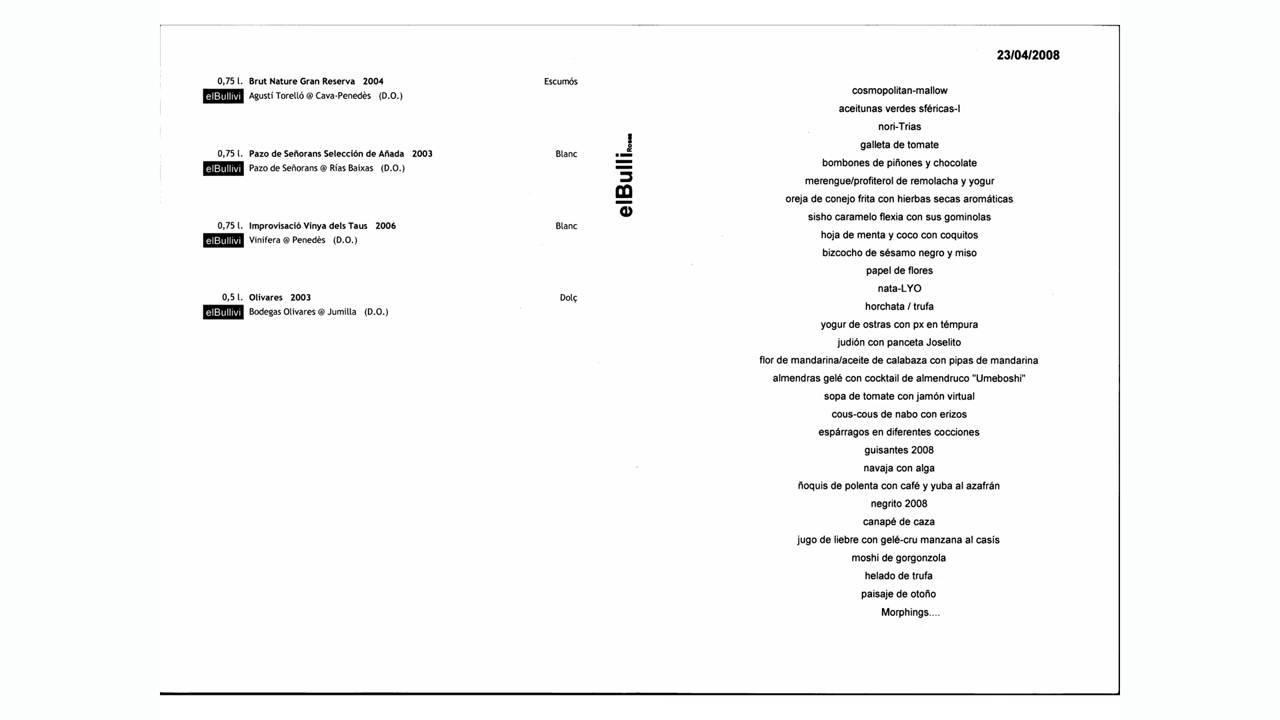 0,75 l. Brut Nature Gran Reserva 2004 Escumós
elBullivi Agustí Torelló @ Cava-Penedès (D.O.)
0,75 l. Pazo de Señorans Selección de Añada 2003 Blanc
elBullivi Pazo de Señorans @ Rías Baixas (D.O.)
0,75 l. Improvisació Vinya dels Taus 2006 Blanc
elBullivi Vinifera @ Penedès (D.O.)
0,5 l. Olivares 2003 Dolç
elBullivi Bodegas Olivares @ Jumilla (D.O.)
elBulli Roses
23/04/2008
cosmopolitan-mallow
aceitunas verdes sféricas-I
nori-Trias
galleta de tomate
bombones de piñones y chocolate
merengue/profiterol de remolacha y yogur
oreja de conejo frita con hierbas secas aromáticas
sisho caramelo flexia con sus gominolas
hoja de menta y coco con coquitos
bizcocho de sésamo negro y miso
papel de flores
nata-LYO
horchata / trufa
yogur de ostras con px en témpura
judión con panceta Joselito
flor de mandarina/aceite de calabaza con pipas de mandarina
almendras gelé con cocktail de almendruco "Umeboshi"
sopa de tomate con jamón virtual
cous-cous de nabo con erizos
espárragos en diferentes cocciones
guisantes 2008
navaja con alga
ñoquis de polenta con café y yuba al azafrán
negrito 2008
canapé de caza
jugo de liebre con gelé-cru manzana al casís
moshi de gorgonzola
helado de trufa
paisaje de otoño
Morphings....